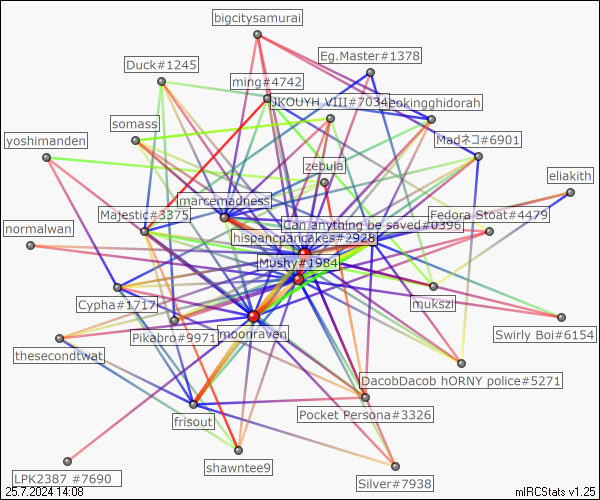 bigcitysamurai
Eg.Master#1378
Duck#1245
ming#4742
JKOUYH VIII#7034
eokingghidorah
somass
yoshimanden
Madネコ#6901
zebuia
eliakith
marcemadness
Majestic#3375
Fedora Stoat#4479
Can anything be saved#0396
normalwan
hispancpancakes#2928
Mushy#1984
Cypha#1717
mukszi
Pikabro#9971
moonraven
Swirly Boi#6154
thesecondtwat
DacobDacob hORNY police#5271
Pocket Persona#3326
frisout
shawntee9
LPK2387 #7690
Silver#7938
25.7.2024 14:08
mIRCStats v1.25